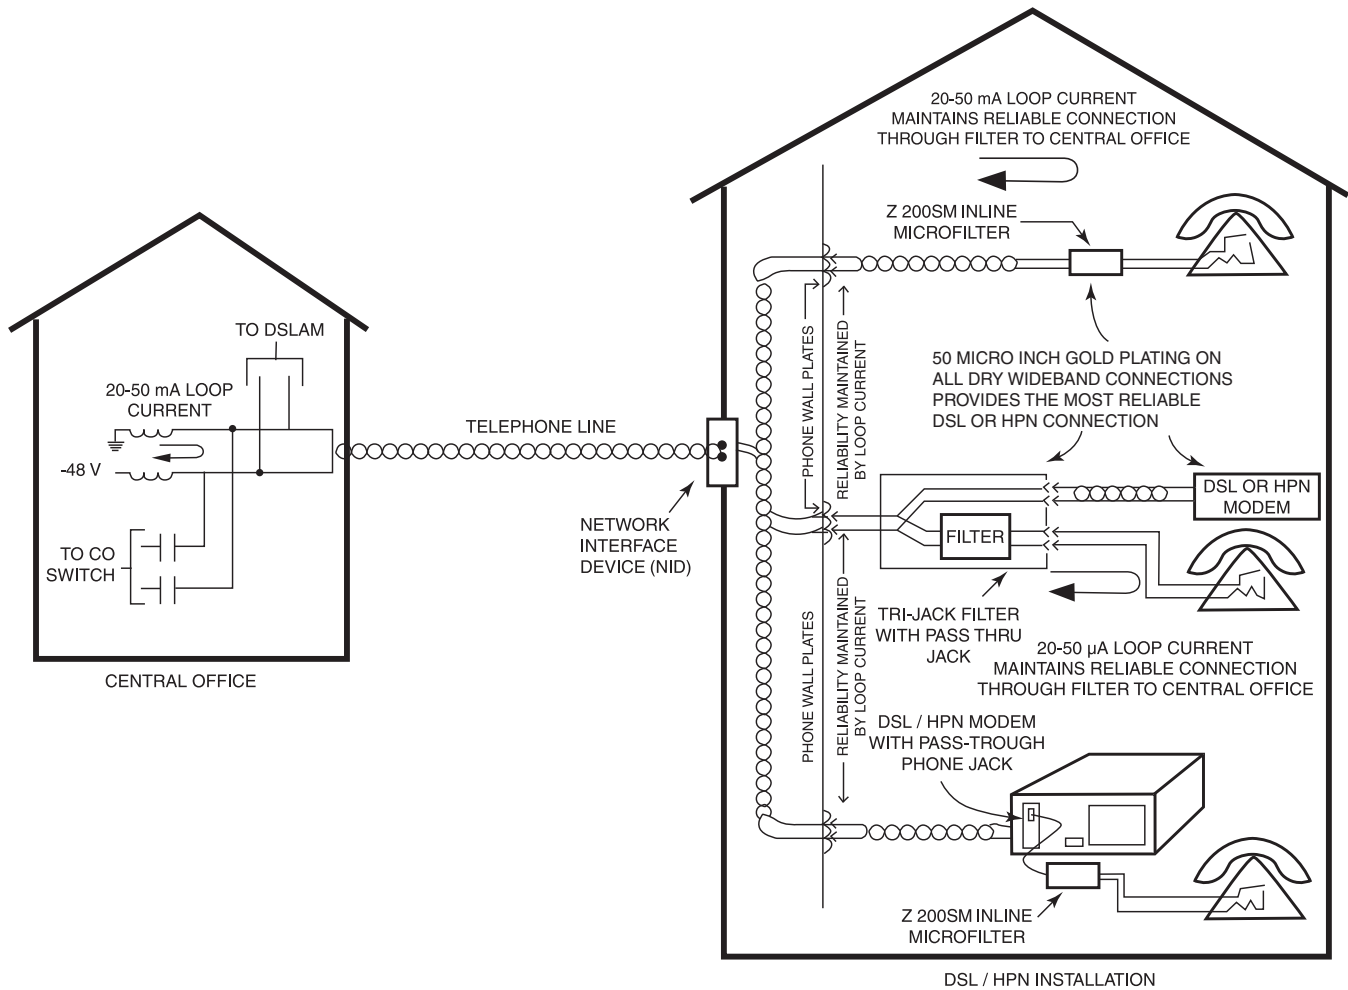 20-50 mA LOOP CURRENT
MAINTAINS RELIABLE CONNECTION
THROUGH FILTER TO CENTRAL OFFICE
Z 200SM INLINE
MICROFILTER
TO DSLAM
20-50 mA LOOP
CURRENT
-48 V
TO CO
SWITCH
CENTRAL OFFICE
TELEPHONE LINE
NETWORK
INTERFACE
DEVICE (NID)
PHONE WALL PLATES
RELIABILITY MAINTAINED
BY LOOP CURRENT
50 MICRO INCH GOLD PLATING ON
ALL DRY WIDEBAND CONNECTIONS
PROVIDES THE MOST RELIABLE
DSL OR HPN CONNECTION
DSL OR HPN
MODEM
FILTER
TRI-JACK FILTER
WITH PASS THRU
JACK
PHONE WALL PLATES
RELIABILITY MAINTAINED
BY LOOP CURRENT
20-50 µA LOOP CURRENT
MAINTAINS RELIABLE CONNECTION
THROUGH FILTER TO CENTRAL OFFICE
DSL / HPN MODEM
WITH PASS-TROUGH
PHONE JACK
Z 200SM INLINE
MICROFILTER
DSL / HPN INSTALLATION